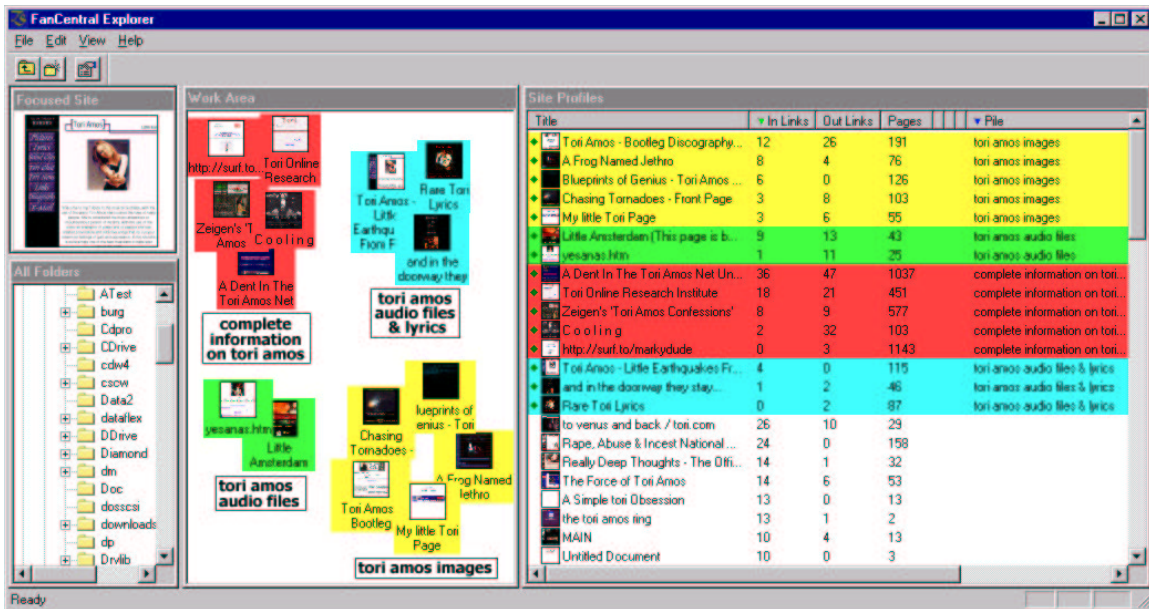 FanCentral Explorer
File Edit View Help
Focused Site
Tori Amos
All Folders
ATest
burg
Cdpro
CDrive
cdw4
cscw
Data2
dataflex
DDrive
Diamond
dm
Doc
dosscsi
downloads
dp
Drvlib
Work Area
http://surf.to...
Tori Online
Research
Zeigen's 'T
Amos
C o o l i n g
A Dent In The
Tori Amos Net
complete
information
on tori amos
Tori Amos -
Little
Earthqu
From F
Rare Tori
Lyrics
and in the
doorway they
tori amos
audio files
& lyrics
yesanas.htm
Little
Amsterdam
tori amos
audio files
lueprints of
enius - Tori
Chasing
Tornadoes -
A Frog Named
Jethro
Tori Amos
Bootleg
My little Tori
Page
tori amos images
Site Profiles
Title In Links Out Links Pages Pile
Tori Amos - Bootleg Discography... 12 26 191 tori amos images
A Frog Named Jethro 8 4 76 tori amos images
Blueprints of Genius - Tori Amos ... 6 0 126 tori amos images
Chasing Tornadoes - Front Page 3 8 103 tori amos images
My little Tori Page 3 6 55 tori amos images
Little Amsterdam (This page is b... 9 13 43 tori amos audio files
yesanas.htm 1 11 25 tori amos audio files
A Dent In The Tori Amos Net Un... 36 47 1037 complete information on tori...
Tori Online Research Institute 18 21 451 complete information on tori...
Zeigen's 'Tori Amos Confessions' 8 9 577 complete information on tori...
C o o l i n g 2 32 103 complete information on tori...
http://surf.to/markydude 0 3 1143 complete information on tori...
Tori Amos - Little Earthquakes Fr... 4 0 115 tori amos audio files & lyrics
and in the doorway they stay... 1 2 46 tori amos audio files & lyrics
Rare Tori Lyrics 0 2 87 tori amos audio files & lyrics
to venus and back / tori.com 26 10 29
Rape, Abuse & Incest National ... 24 0 158
Really Deep Thoughts - The Offi... 14 1 32
The Force of Tori Amos 14 6 53
A Simple tori Obsession 13 0 13
the tori amos ring 13 1 2
MAIN 10 4 13
Untitled Document 10 0 3
Ready